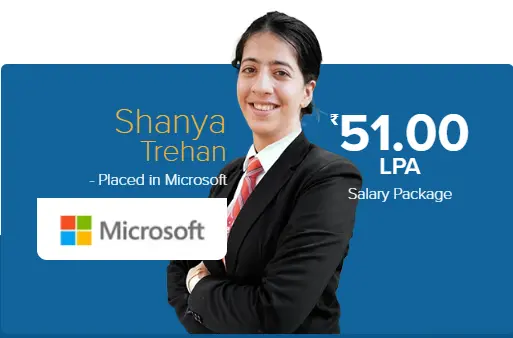 Shanya
Trehan
- Placed in Microsoft
Microsoft
₹51.00
LPA
Salary Package